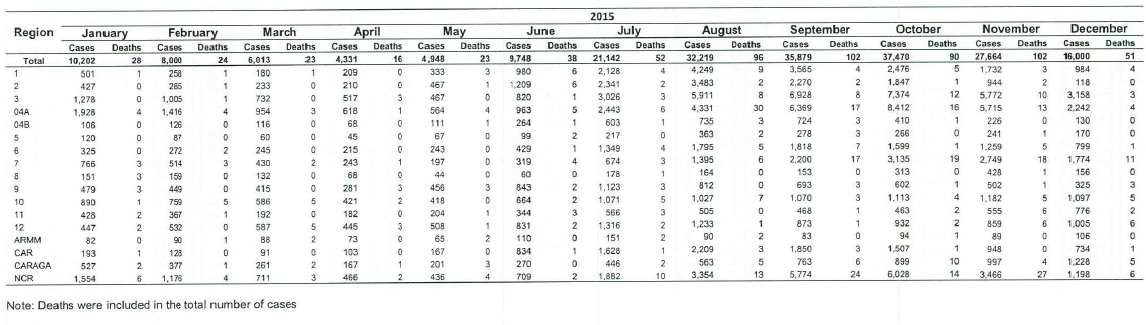 2015
Region January February March April May June July August September October November December
Cases Deaths Cases Deaths Cases Deaths Cases Deaths Cases Deaths Cases Deaths Cases Deaths Cases Deaths Cases Deaths Cases Deaths Cases Deaths Cases Deaths
Total 10,202 28 8,000 24 6,013 23 4,331 16 4,948 23 9,748 38 21,142 52 32,219 96 35,879 102 37,470 90 27,664 102 16,000 51
1 501 1 258 1 180 1 209 0 333 3 980 6 2,128 4 4,249 9 3,565 4 2,476 5 1,732 3 984 4
2 427 0 285 1 233 0 210 0 467 1 1,209 6 2,341 2 3,483 2 2,270 2 1,847 1 944 2 118 1
3 1,278 0 1,005 1 732 0 517 3 467 0 820 1 3,026 3 5,911 8 6,928 8 7,374 12 5,772 10 3,158 3
04A 1,928 4 1,416 4 954 3 618 1 564 4 963 5 2,443 6 4,331 30 6,369 17 8,412 16 5,715 13 2,242 4
04B 106 0 126 0 116 0 68 0 111 1 264 1 603 1 735 3 724 3 410 1 226 0 130 0
5 120 0 87 0 60 0 45 0 67 0 99 2 217 0 363 2 278 3 266 0 241 1 170 0
6 325 0 272 2 245 0 215 0 243 0 429 1 1,349 4 1,795 5 1,818 7 1,599 1 1,259 5 799 1
7 766 3 514 3 430 2 243 1 197 0 319 4 674 3 1,395 6 2,200 17 3,135 19 2,749 18 1,774 11
8 151 3 159 0 132 0 68 0 44 0 60 0 178 1 164 0 153 0 313 0 428 1 156 0
9 479 3 449 0 415 0 281 3 456 3 843 2 1,123 3 812 0 693 3 602 1 502 1 325 3
10 890 1 759 5 586 5 421 2 418 0 664 2 1,071 5 1,027 7 1,070 3 1,113 4 1,182 5 1,097 5
11 428 2 367 1 192 0 182 0 204 1 344 3 566 3 505 0 468 1 463 2 555 6 776 2
12 447 2 532 0 587 5 445 3 508 1 831 2 1,316 2 1,233 1 873 1 932 2 859 6 1,005 6
ARMM 82 0 90 1 88 2 73 0 65 2 110 0 151 2 90 2 83 0 94 1 89 0 106 0
CAR 193 1 128 0 91 0 103 0 167 0 834 1 1,628 1 2,209 3 1,850 3 1,507 1 948 0 734 1
CARAGA 527 2 377 1 261 2 167 1 201 3 270 0 446 2 563 5 763 6 899 10 997 4 1,228 5
NCR 1,554 6 1,176 4 711 3 466 2 436 4 709 2 1,882 10 3,354 13 5,774 24 6,028 14 3,466 27 1,198 6
Note: Deaths were included in the total number of cases